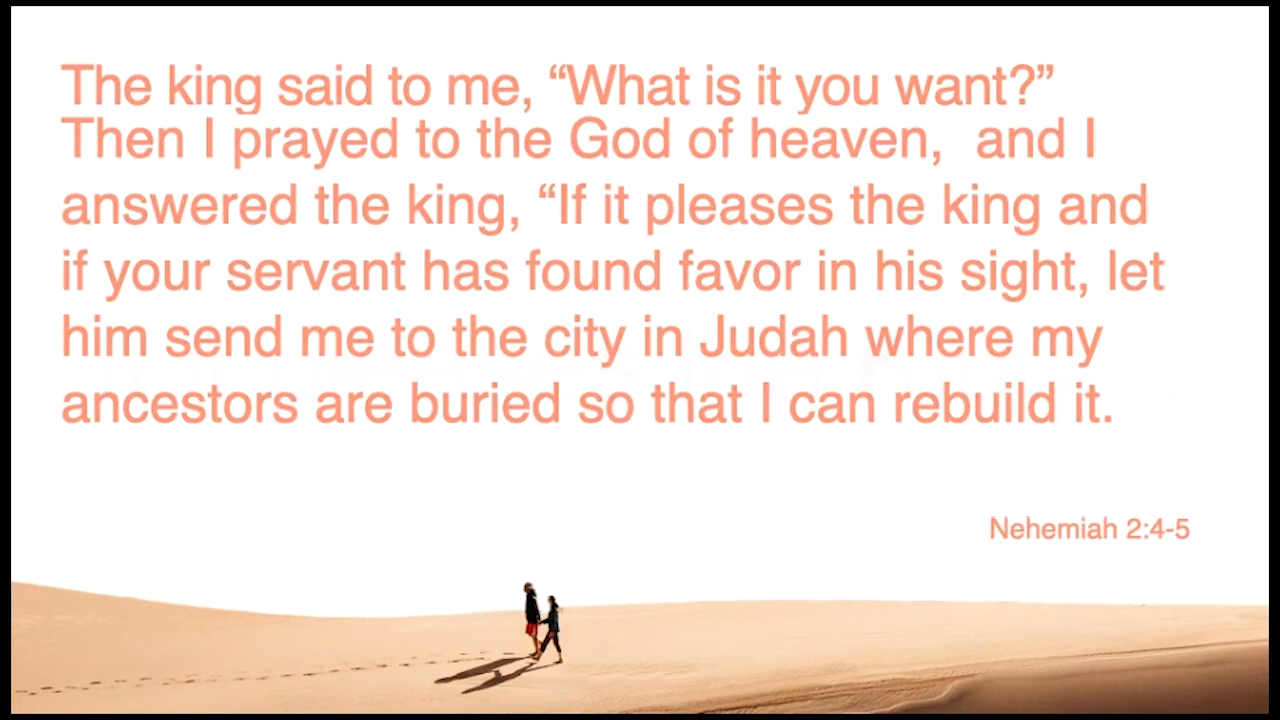 The king said to me, “What is it you want?”
Then I prayed to the God of heaven,  and I
answered the king, “If it pleases the king and
if your servant has found favor in his sight, let
him send me to the city in Judah where my
ancestors are buried so that I can rebuild it.
Nehemiah 2:4-5